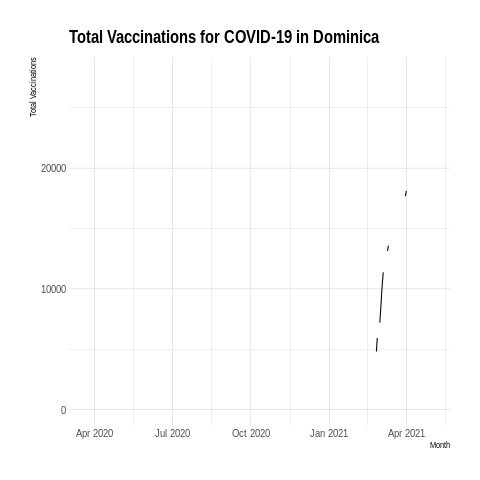 Total Vaccinations for COVID-19 in Dominica
Total Vaccinations
20000
10000
0
Apr 2020 Jul 2020 Oct 2020 Jan 2021 Apr 2021
Month